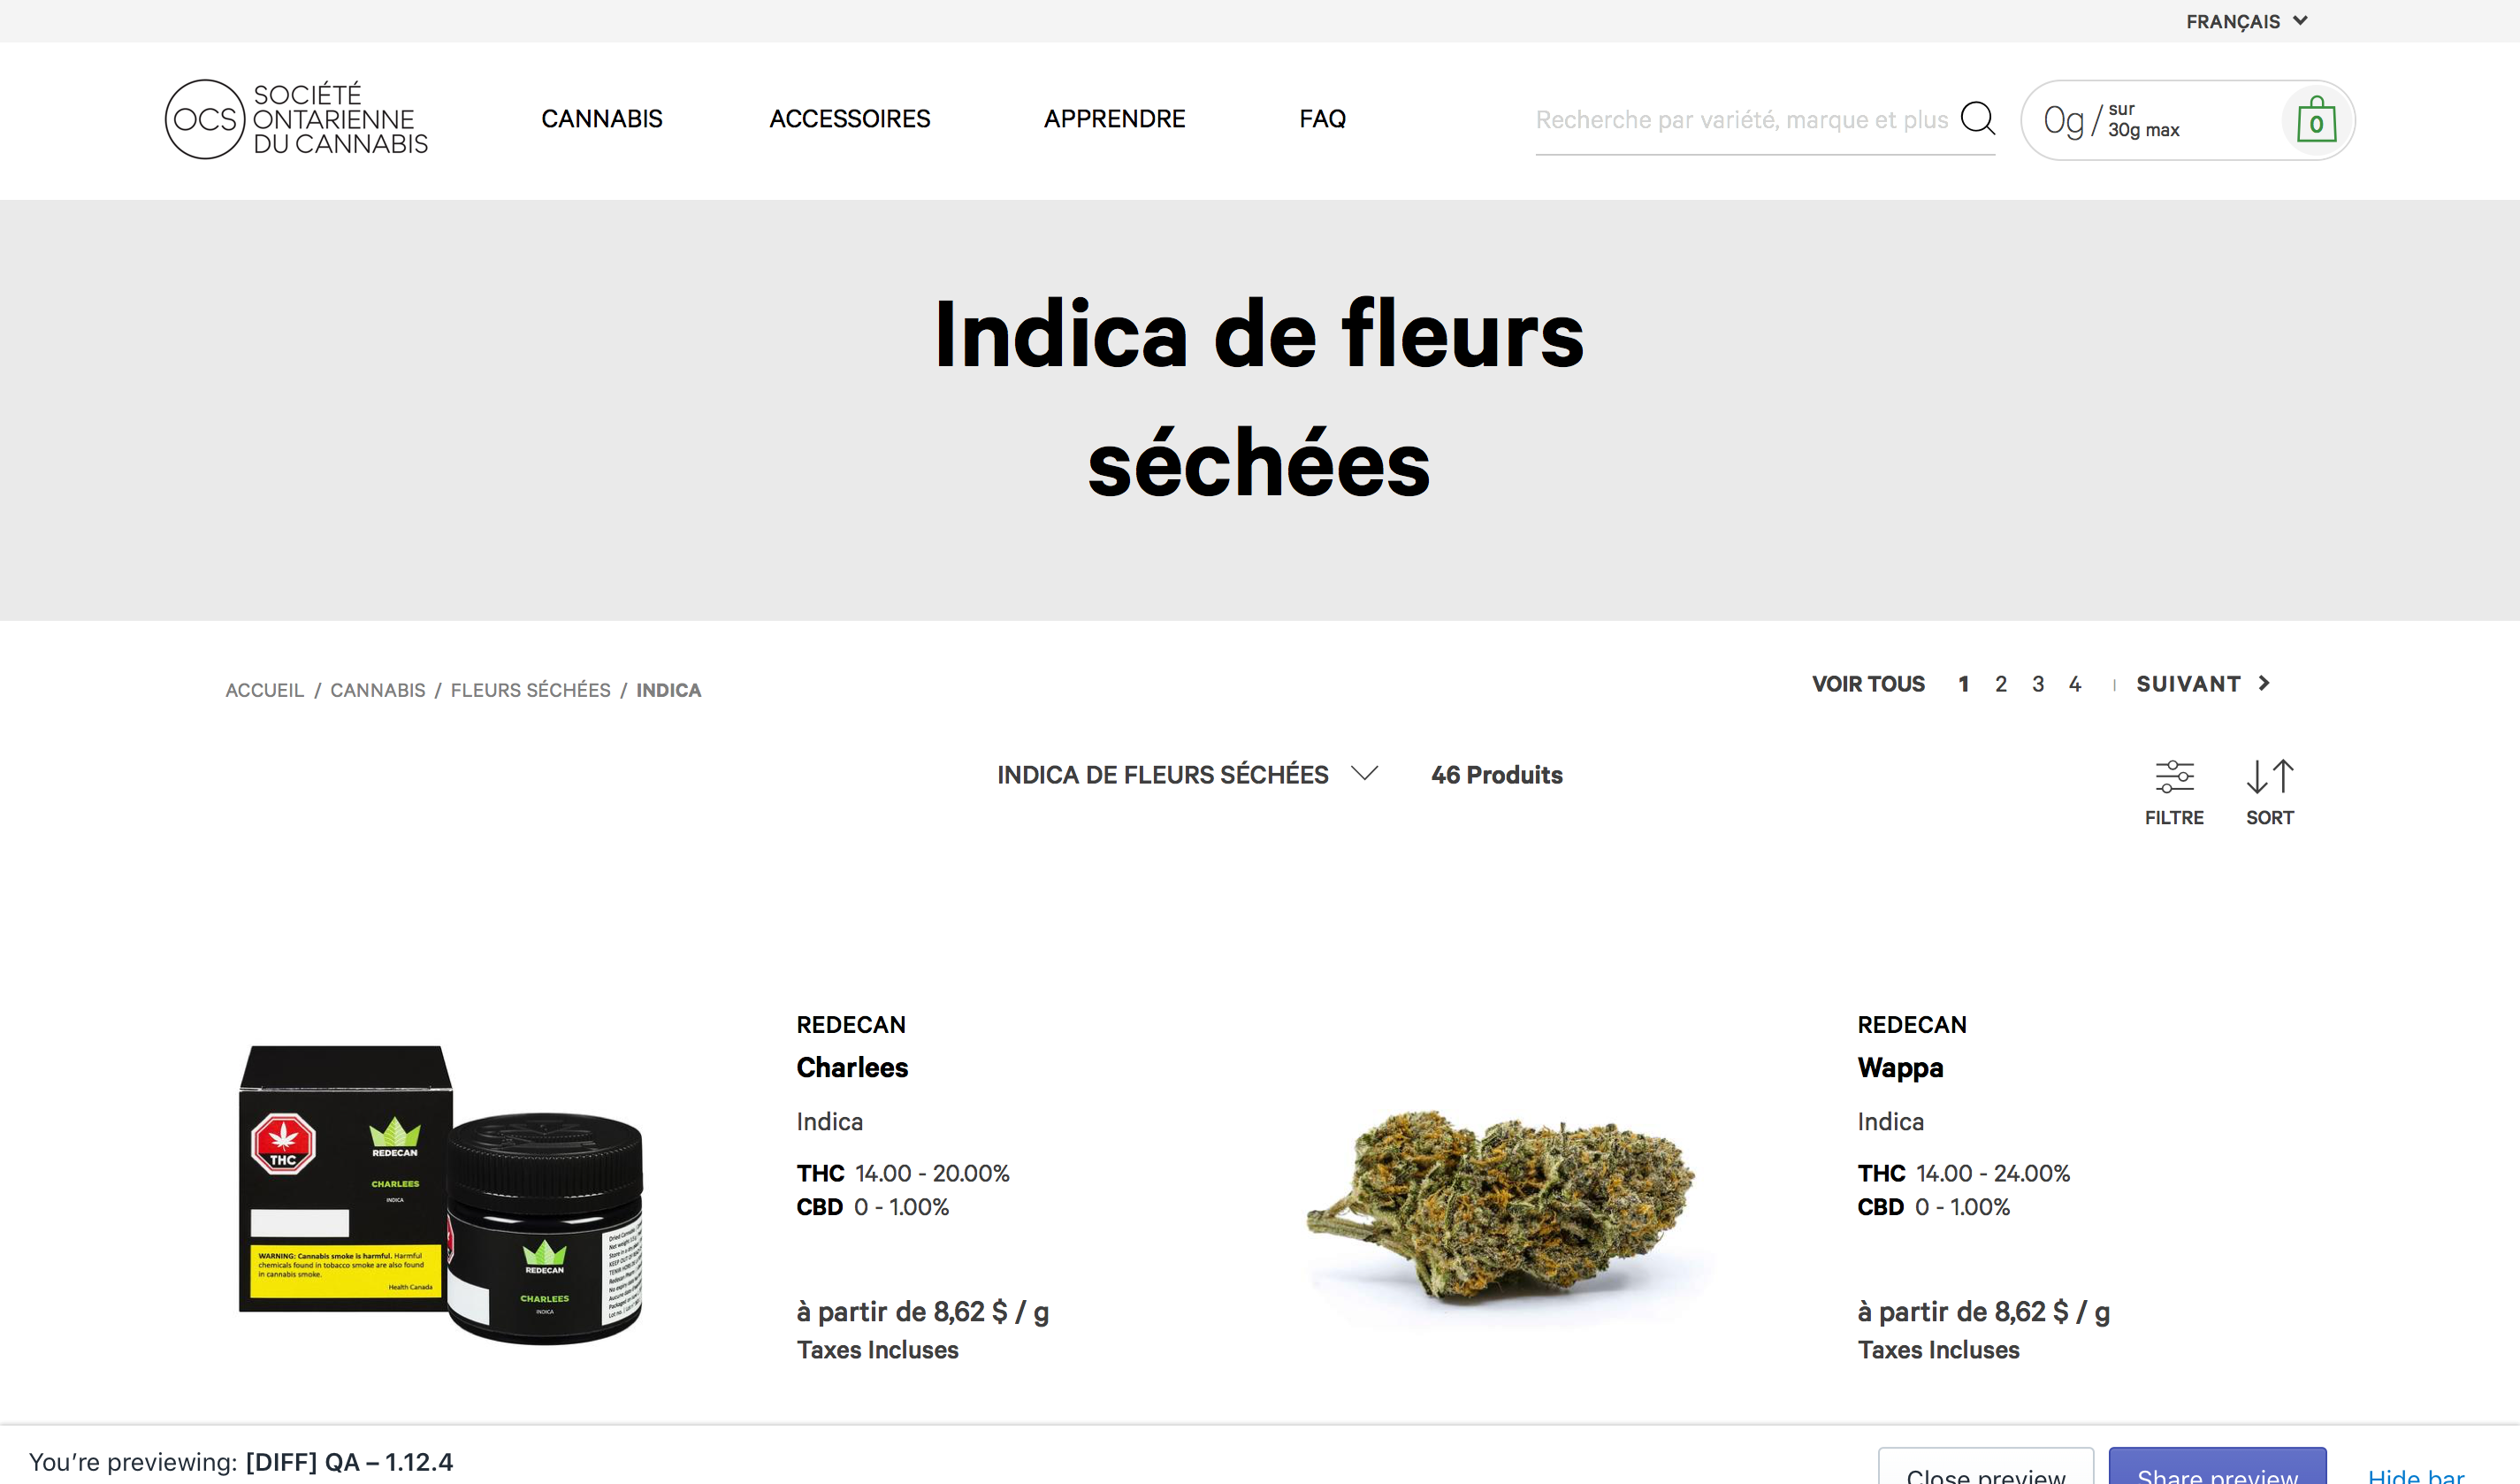 FRANÇAIS
OCS
SOCIÉTÉ
ONTARIENNE
DU CANNABIS
CANNABIS
ACCESSOIRES
APPRENDRE
FAQ
Recherche par variété, marque et plus
0g / sur
30g max
0
Indica de fleurs
séchées
ACCUEIL / CANNABIS / FLEURS SÉCHÉES / INDICA
VOIR TOUS 1 2 3 4 | SUIVANT
INDICA DE FLEURS SÉCHÉES
46 Produits
FILTRE
SORT
THC
REDECAN
CHARLEES
INDICA
WARNING: Cannabis smoke is harmful. Harmful
chemicals found in tobacco smoke are also found
in cannabis smoke.
Health Canada
REDECAN
CHARLEES
INDICA
REDECAN
Charlees
Indica
THC 14.00 - 20.00%
CBD 0 - 1.00%
à partir de 8,62 $ / g
Taxes Incluses
REDECAN
Wappa
Indica
THC 14.00 - 24.00%
CBD 0 - 1.00%
à partir de 8,62 $ / g
Taxes Incluses
You're previewing: [DIFF] QA – 1.12.4
Close preview
Share preview
Hide bar